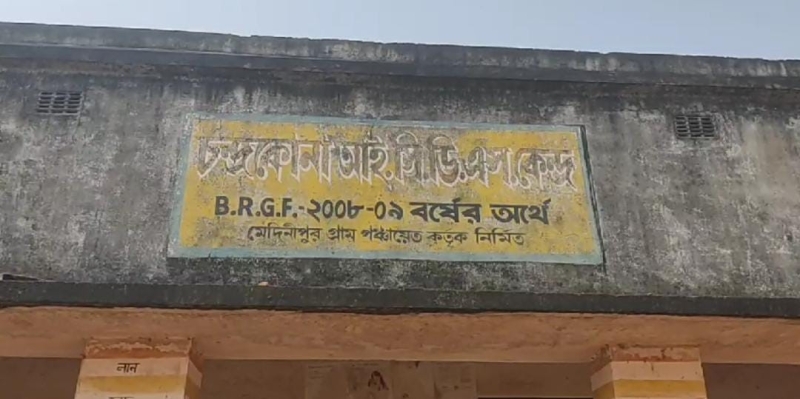 চন্দ্রকোনা আই.সি.ডি.এস কেন্দ্র
B.R.G.F.-২০০৮-০৯ বর্ষের অর্থে
মেদিনীপুর গ্রাম পঞ্চায়েত কর্তৃক নির্মিত
লাল